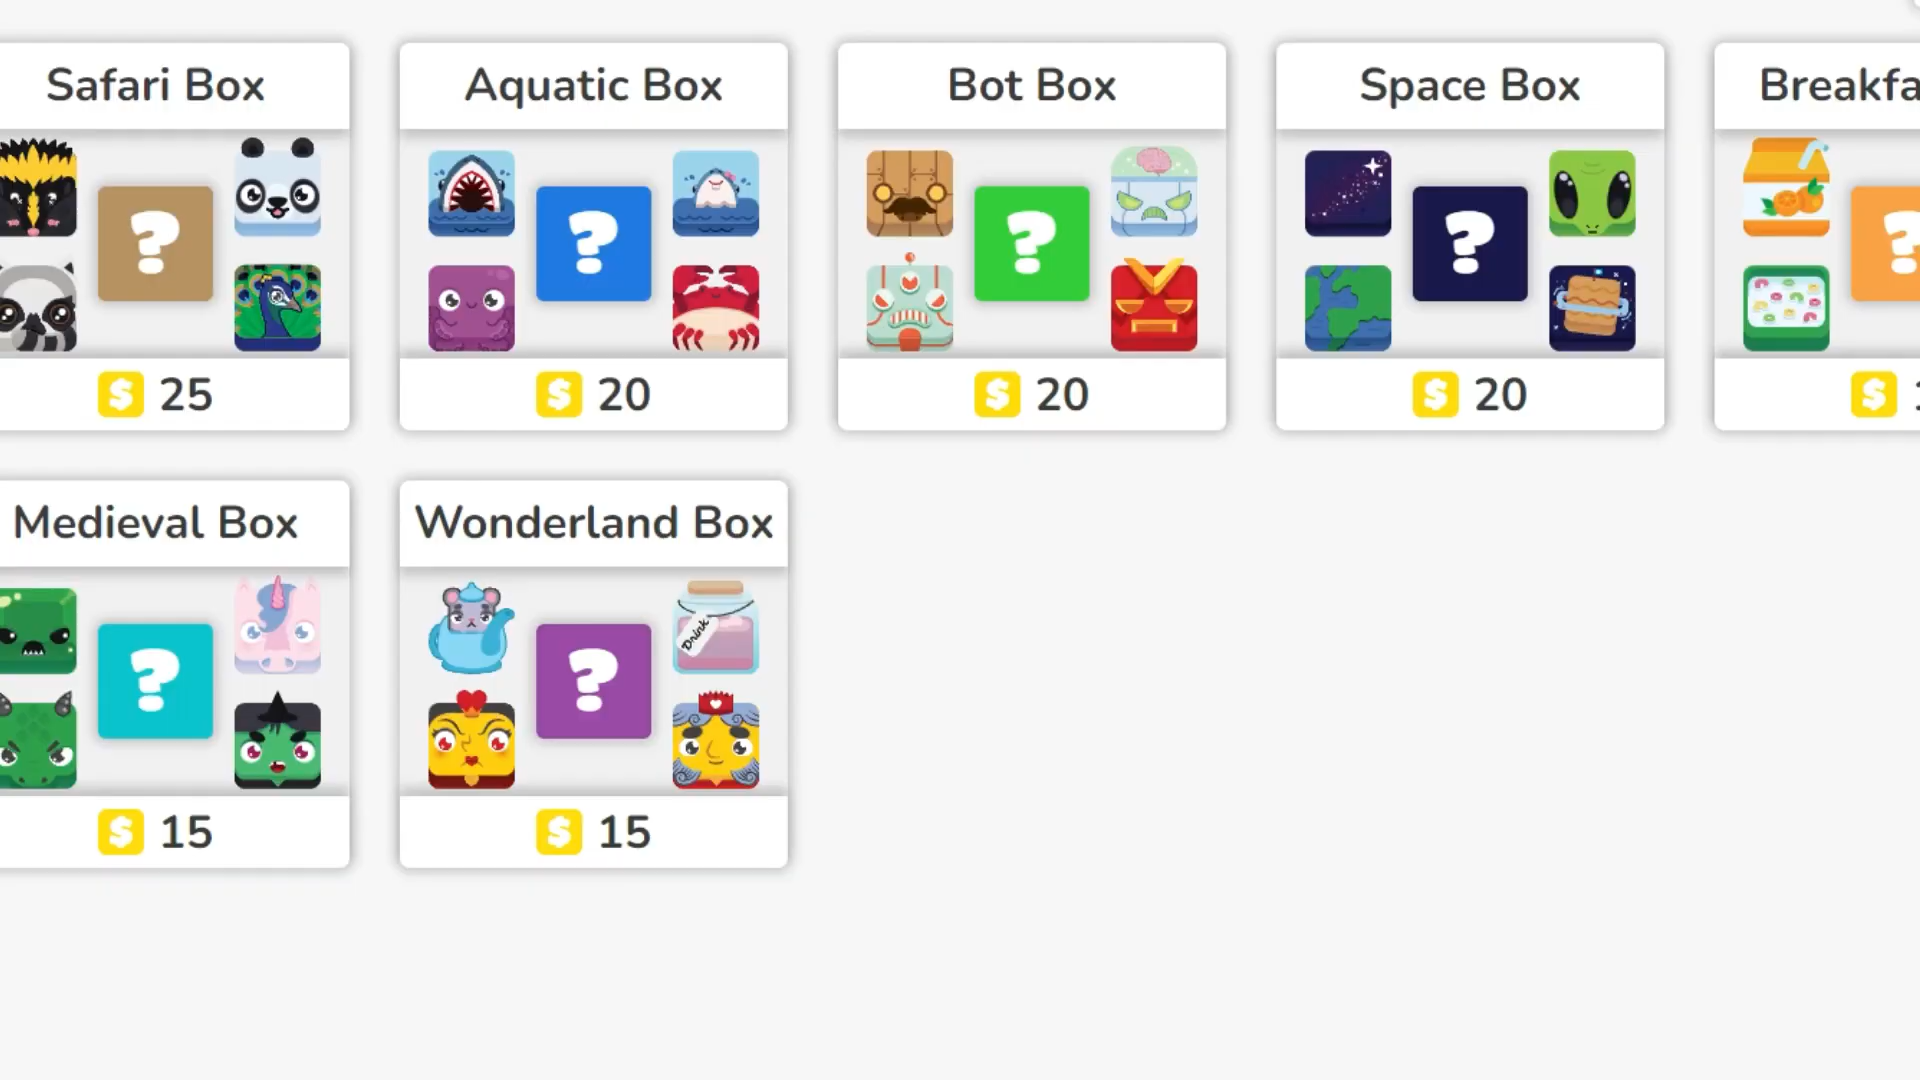 Safari Box
Aquatic Box
Bot Box
Space Box
Breakfa
?
?
?
?
?
$ 25
$ 20
$ 20
$ 20
$
Medieval Box
Wonderland Box
?
?
Drink
$ 15
$ 15